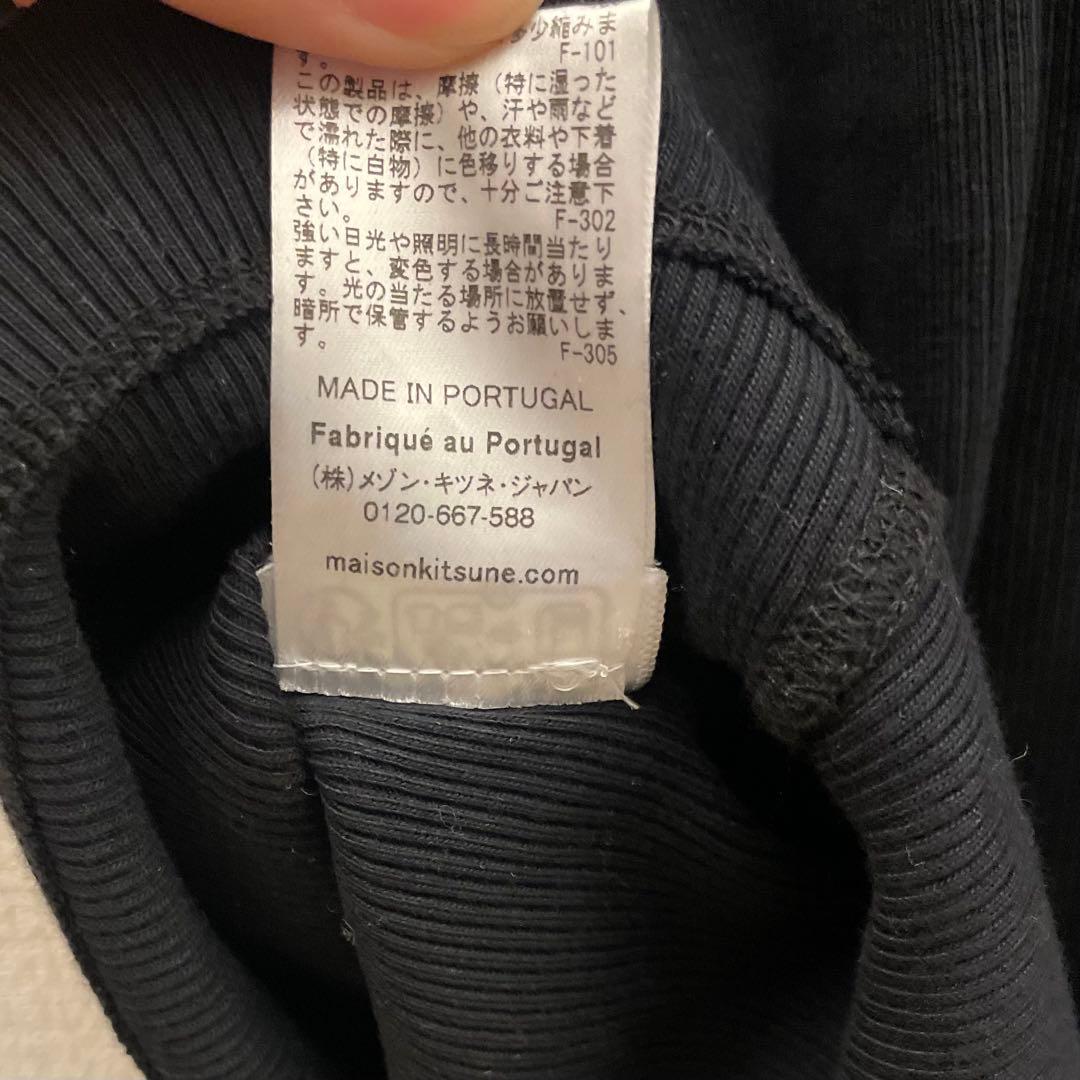 多少縮みま
す。 F-101
この製品は、摩擦（特に湿った
状態での摩擦）や、汗や雨など
で濡れた際に、他の衣料や下着
（特に白物）に色移りする場合
がありますので、十分ご注意下
さい。 F-302
強い日光や照明に長時間当たり
ますと、変色する場合がありま
す。光の当たる場所に放置せず、
暗所で保管するようお願いしま
す。 F-305
MADE IN PORTUGAL
Fabriqué au Portugal
(株)メゾン・キツネ・ジャパン
0120-667-588
maisonkitsune.com